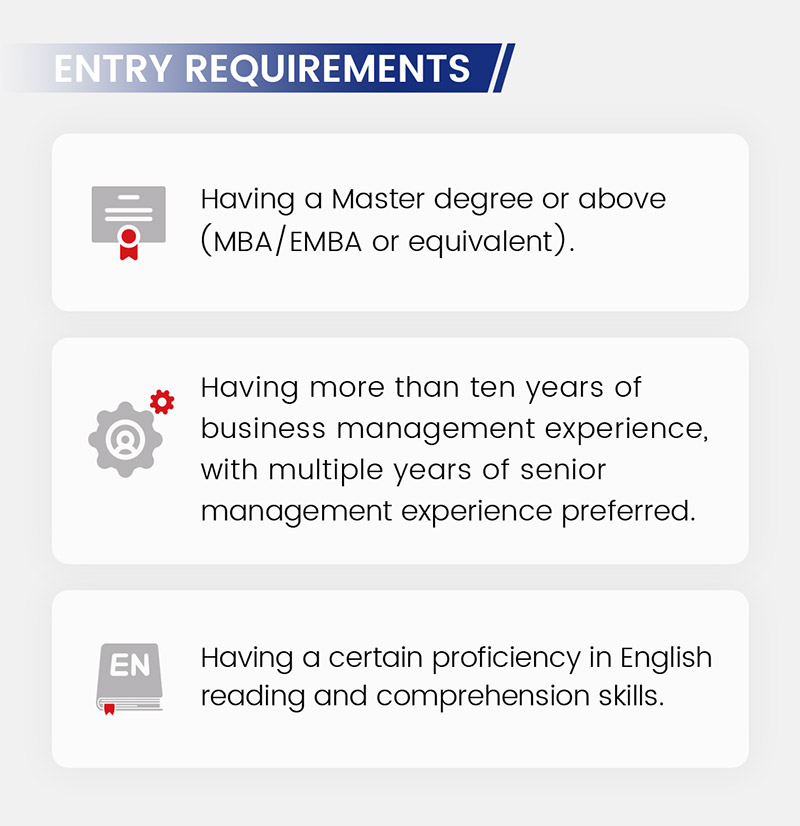 ENTRY REQUIREMENTS
Having a Master degree or above
(MBA/EMBA or equivalent).
Having more than ten years of
business management experience,
with multiple years of senior
management experience preferred.
EN
Having a certain proficiency in English
reading and comprehension skills.